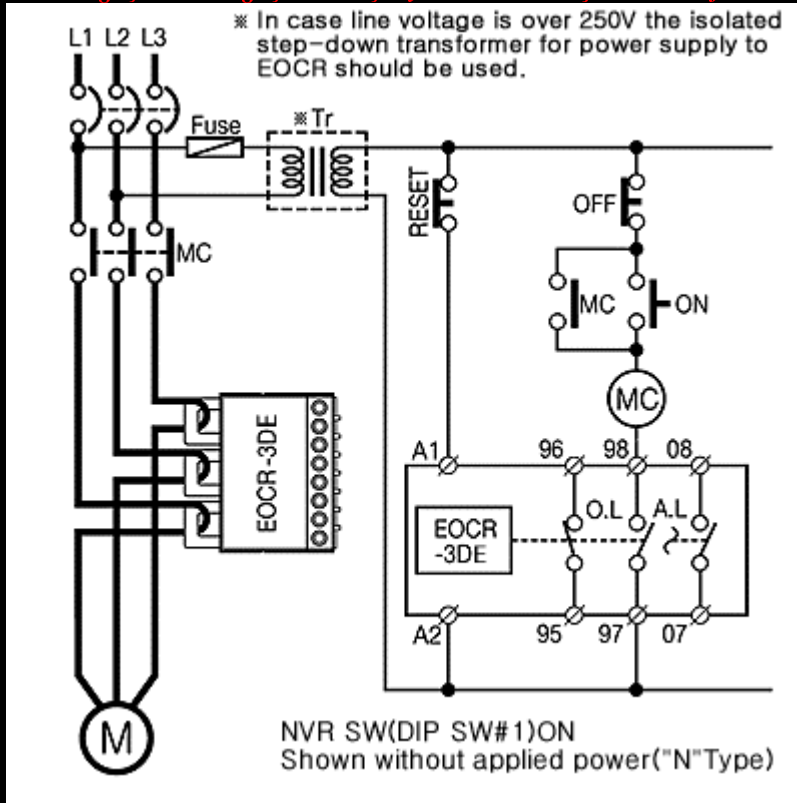 ※ In case line voltage is over 250V the isolated
step-down transformer for power supply to
EOCR should be used.
L1 L2 L3
Fuse
※Tr
RESET
OFF
MC
MC
ON
MC
EOCR-3DE
A1
96
98
08
O.L
A.L
EOCR
-3DE
A2
95
97
07
M
NVR SW(DIP SW#1)ON
Shown without applied power("N"Type)